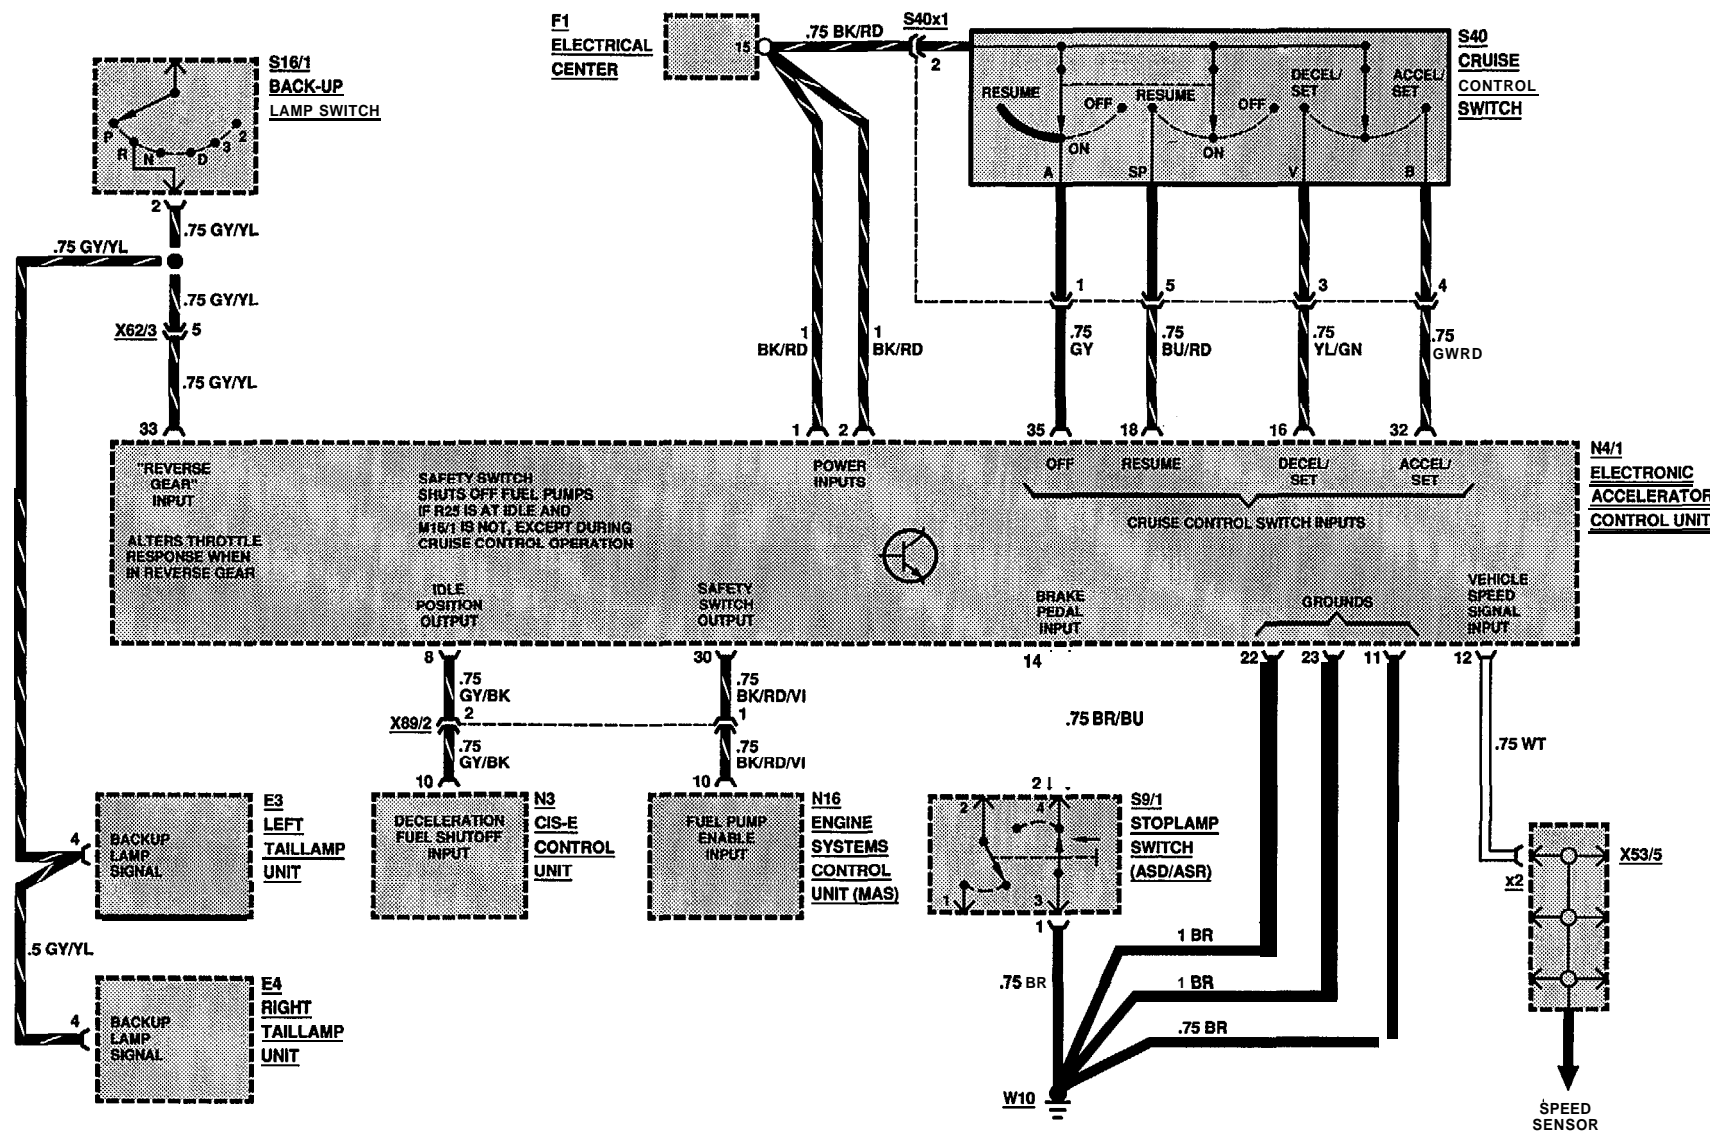 F1
ELECTRICAL
CENTER
15
.75 BK/RD
S40x1
2
S40
CRUISE
CONTROL
SWITCH
RESUME
OFF
ON
RESUME
OFF
ON
DECEL/
SET
ACCEL/
SET
A
SP
V
B
S16/1
BACK-UP
LAMP SWITCH
P
R
N
D
3
2
2
.75 GY/YL
.75 GY/YL
.75 GY/YL
X62/3
5
.75 GY/YL
33
1
BK/RD
1
BK/RD
1
2
1
5
3
4
.75
GY
.75
BU/RD
.75
YL/GN
.75
GWRD
35
18
16
32
N4/1
ELECTRONIC
ACCELERATOR
CONTROL UNIT
"REVERSE
GEAR"
INPUT
ALTERS THROTTLE
RESPONSE WHEN
IN REVERSE GEAR
SAFETY SWITCH
SHUTS OFF FUEL PUMPS
IF R25 IS AT IDLE AND
M16/1 IS NOT, EXCEPT DURING
CRUISE CONTROL OPERATION
POWER
INPUTS
OFF
RESUME
DECEL/
SET
ACCEL/
SET
CRUISE CONTROL SWITCH INPUTS
IDLE
POSITION
OUTPUT
SAFETY
SWITCH
OUTPUT
BRAKE
PEDAL
INPUT
GROUNDS
VEHICLE
SPEED
SIGNAL
INPUT
8
30
14
22
23
11
12
.75
GY/BK
.75
BK/RD/VI
X89/2
2
1
.75
GY/BK
.75
BK/RD/VI
10
10
.75 BR/BU
.75 WT
E3
LEFT
TAILLAMP
UNIT
4
BACKUP
LAMP
SIGNAL
N3
CIS-E
CONTROL
UNIT
DECELERATION
FUEL SHUTOFF
INPUT
N16
ENGINE
SYSTEMS
CONTROL
UNIT (MAS)
FUEL PUMP
ENABLE
INPUT
2
2
4
1
3
1
S9/1
STOPLAMP
SWITCH
(ASD/ASR)
X53/5
x2
.5 GY/YL
E4
RIGHT
TAILLAMP
UNIT
4
BACKUP
LAMP
SIGNAL
.75 BR
1 BR
1 BR
.75 BR
W10
SPEED
SENSOR